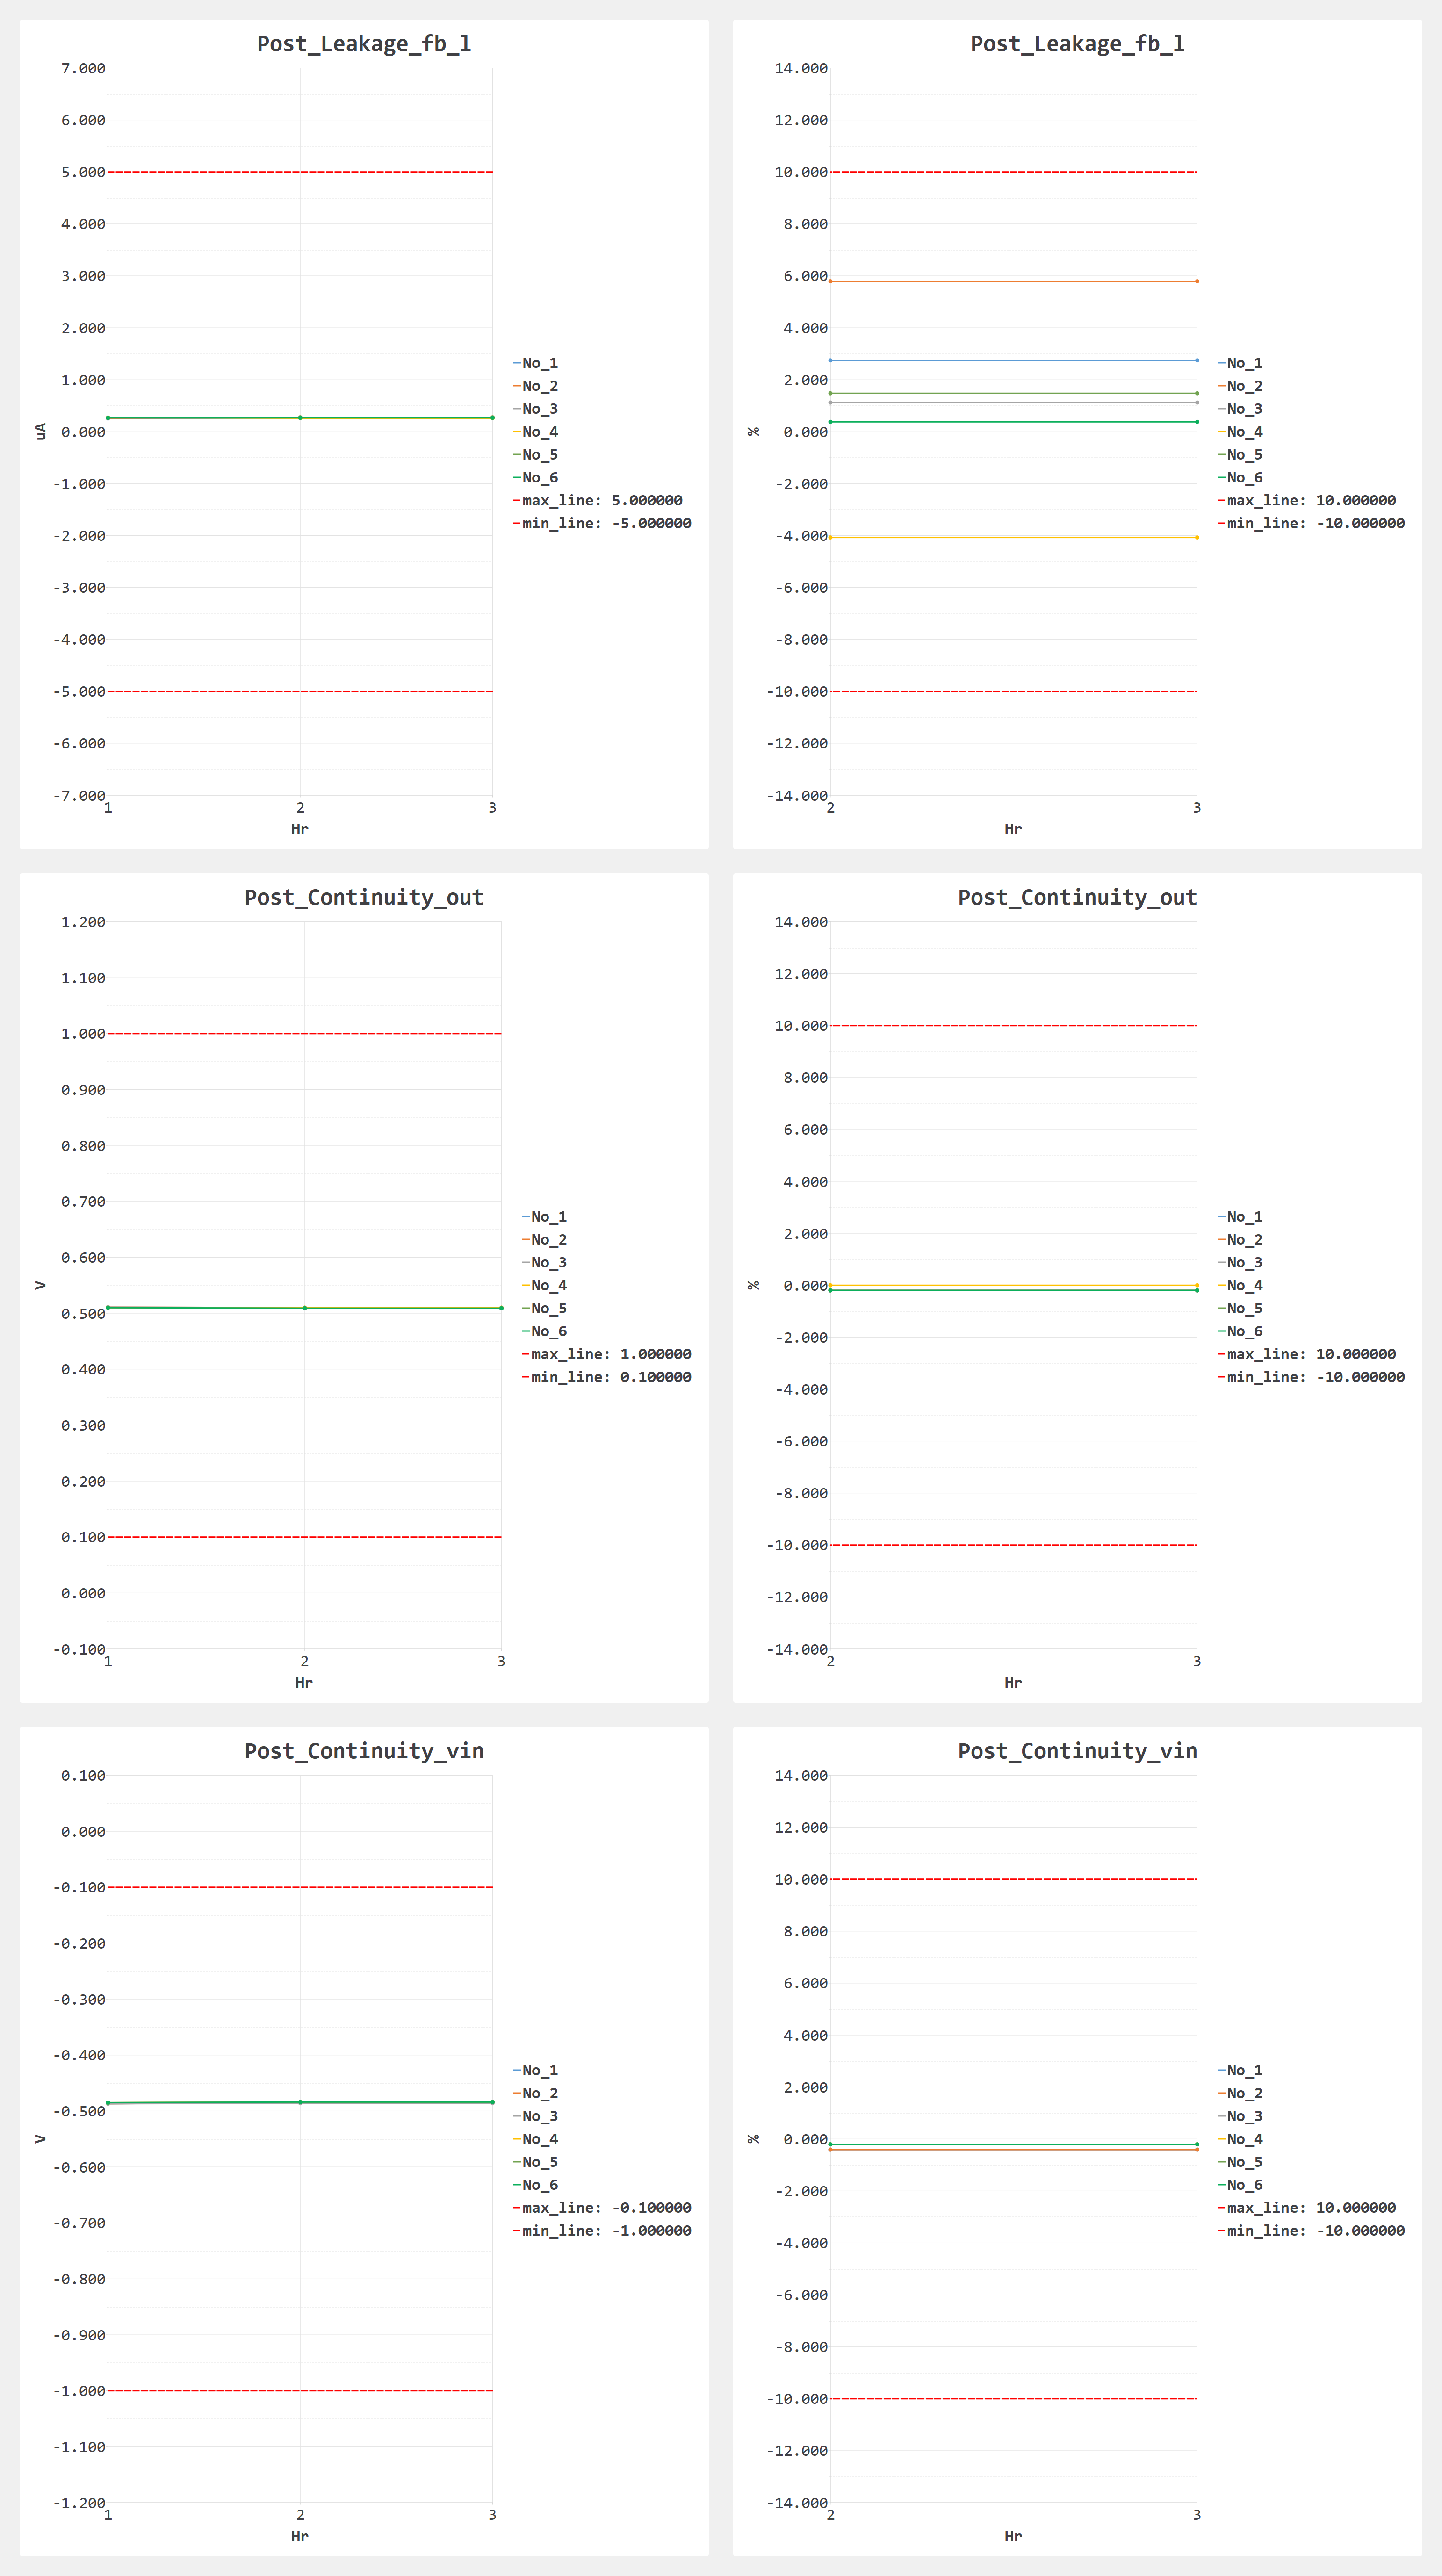 Post_Leakage_fb_l
7.000
6.000
5.000
4.000
3.000
2.000
1.000
0.000
-1.000
-2.000
-3.000
-4.000
-5.000
-6.000
-7.000
uA
1 2 3
Hr
No_1
No_2
No_3
No_4
No_5
No_6
max_line: 5.000000
min_line: -5.000000
Post_Leakage_fb_l
14.000
12.000
10.000
8.000
6.000
4.000
2.000
0.000
-2.000
-4.000
-6.000
-8.000
-10.000
-12.000
-14.000
%
2 3
Hr
No_1
No_2
No_3
No_4
No_5
No_6
max_line: 10.000000
min_line: -10.000000
Post_Continuity_out
1.200
1.100
1.000
0.900
0.800
0.700
0.600
0.500
0.400
0.300
0.200
0.100
0.000
-0.100
V
1 2 3
Hr
No_1
No_2
No_3
No_4
No_5
No_6
max_line: 1.000000
min_line: 0.100000
Post_Continuity_out
14.000
12.000
10.000
8.000
6.000
4.000
2.000
0.000
-2.000
-4.000
-6.000
-8.000
-10.000
-12.000
-14.000
%
2 3
Hr
No_1
No_2
No_3
No_4
No_5
No_6
max_line: 10.000000
min_line: -10.000000
Post_Continuity_vin
0.100
0.000
-0.100
-0.200
-0.300
-0.400
-0.500
-0.600
-0.700
-0.800
-0.900
-1.000
-1.100
-1.200
V
1 2 3
Hr
No_1
No_2
No_3
No_4
No_5
No_6
max_line: -0.100000
min_line: -1.000000
Post_Continuity_vin
14.000
12.000
10.000
8.000
6.000
4.000
2.000
0.000
-2.000
-4.000
-6.000
-8.000
-10.000
-12.000
-14.000
%
2 3
Hr
No_1
No_2
No_3
No_4
No_5
No_6
max_line: 10.000000
min_line: -10.000000